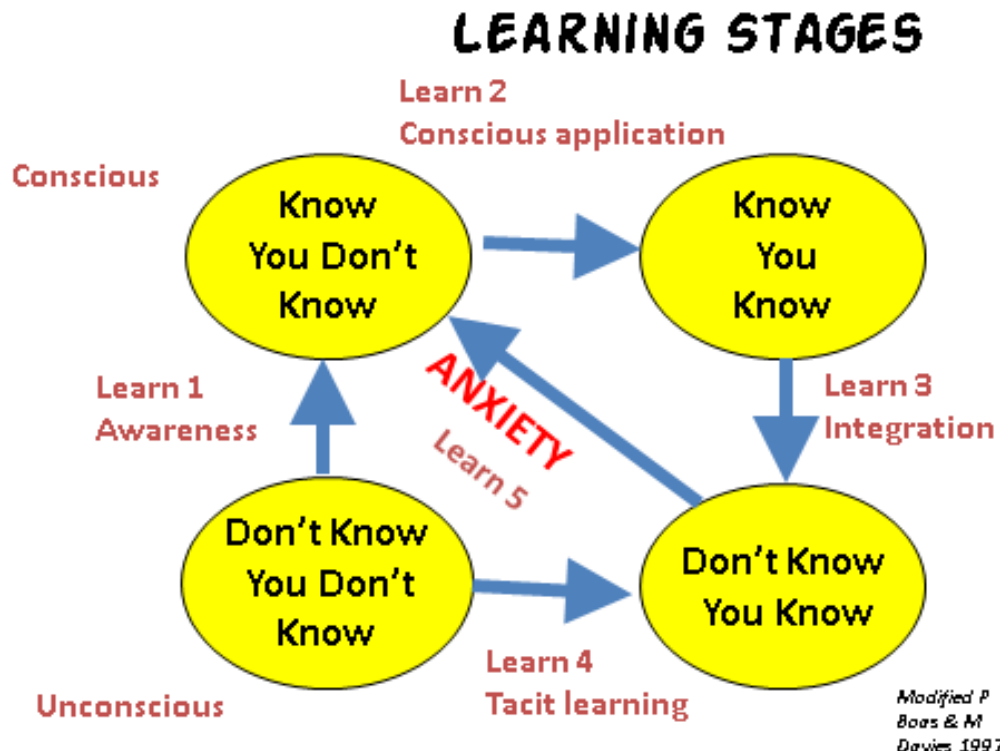 LEARNING STAGES
Learn 2
Conscious application
Conscious
Know
You Don't
Know
Know
You
Know
Learn 1
Awareness
ANXIETY
Learn 5
Learn 3
Integration
Don't Know
You Don't
Know
Don't Know
You Know
Learn 4
Tacit learning
Unconscious
Modified P
Boas & M
Davies 1997